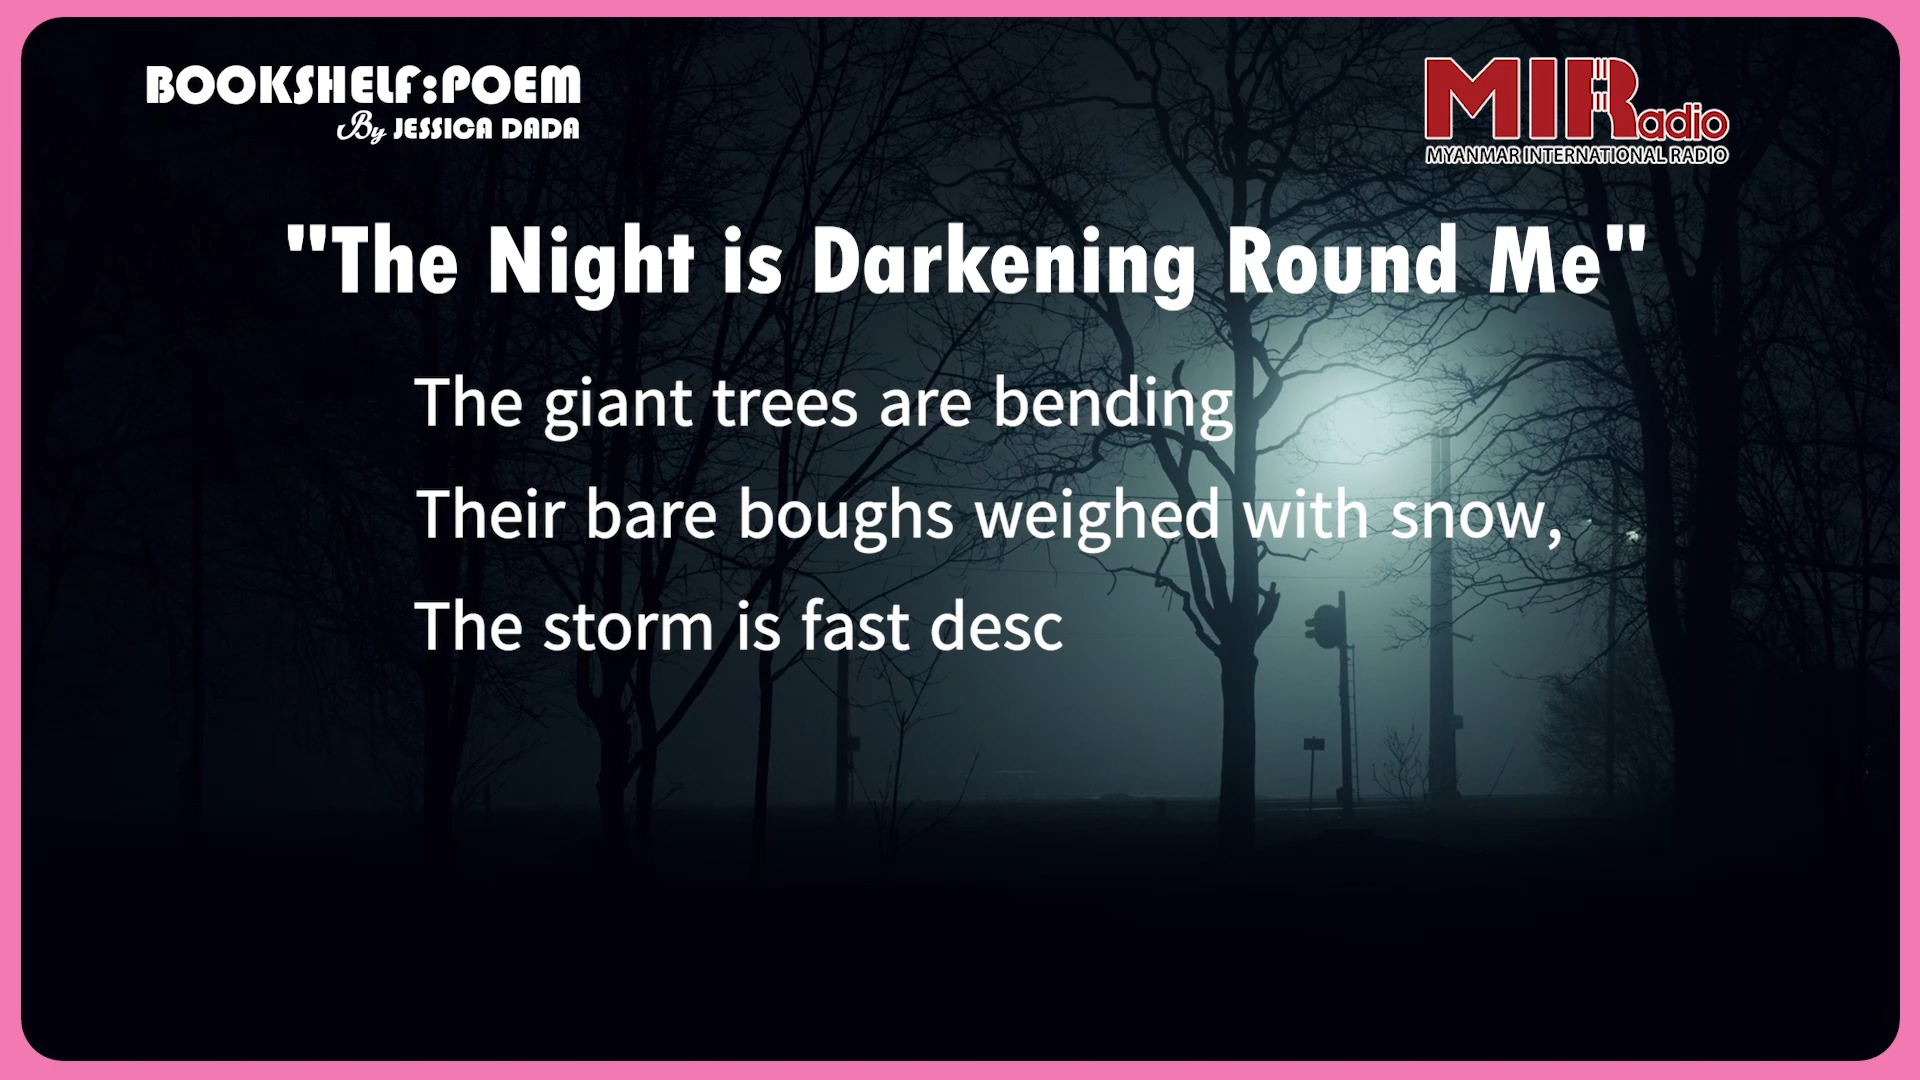 BOOKSHELF:POEM
By JESSICA DADA
MIRadio
MYANMAR INTERNATIONAL RADIO
"The Night is Darkening Round Me"
The giant trees are bending
Their bare boughs weighed with snow,
The storm is fast desc